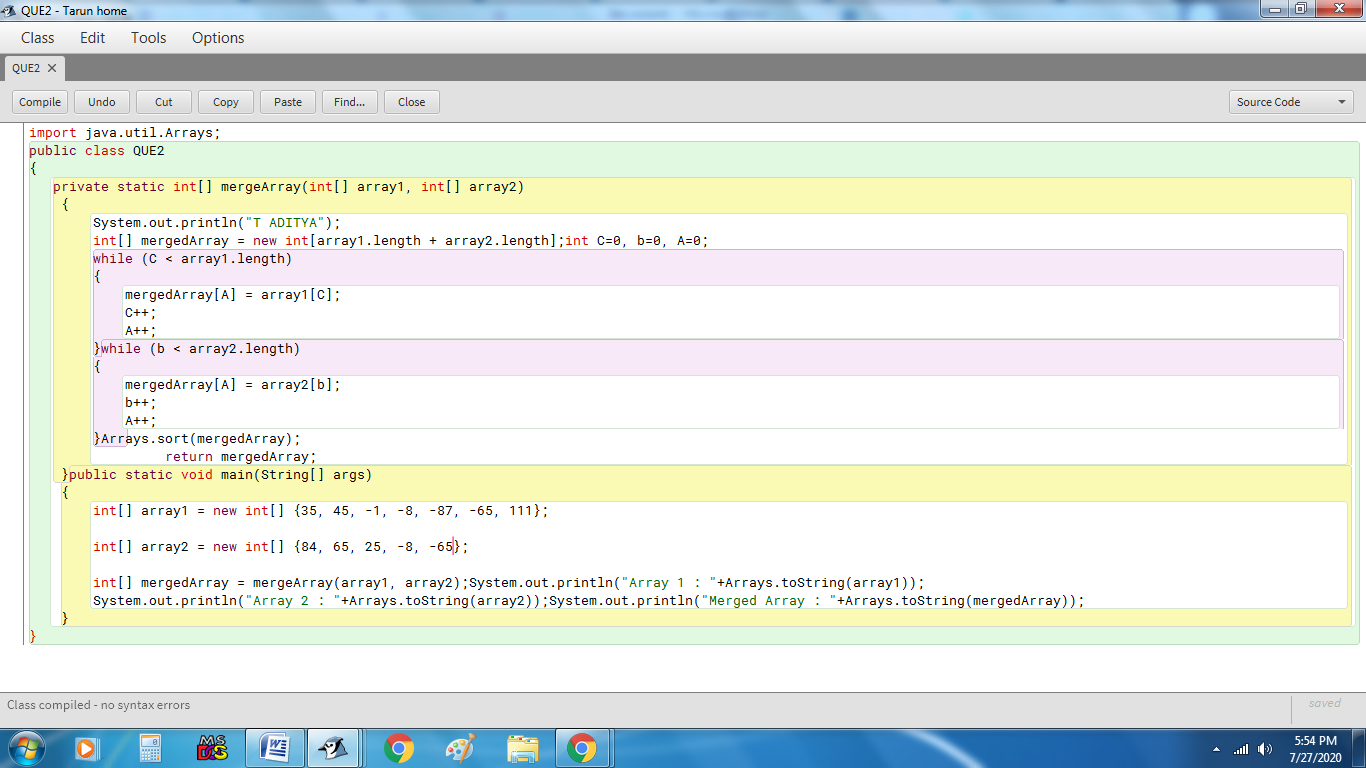 QUE2 - Tarun home
Class Edit Tools Options
QUE2
Compile Undo Cut Copy Paste Find... Close Source Code
import java.util.Arrays;
public class QUE2
{
private static int[] mergeArray(int[] array1, int[] array2)
{
System.out.println("T ADITYA");
int[] mergedArray = new int[array1.length + array2.length];int C=0, b=0, A=0;
while (C < array1.length)
{
mergedArray[A] = array1[C];
C++;
A++;
}while (b < array2.length)
{
mergedArray[A] = array2[b];
b++;
A++;
}Arrays.sort(mergedArray);
return mergedArray;
}public static void main(String[] args)
{
int[] array1 = new int[] {35, 45, -1, -8, -87, -65, 111};
int[] array2 = new int[] {84, 65, 25, -8, -65};
int[] mergedArray = mergeArray(array1, array2);System.out.println("Array 1 : "+Arrays.toString(array1));
System.out.println("Array 2 : "+Arrays.toString(array2));System.out.println("Merged Array : "+Arrays.toString(mergedArray));
}
}
Class compiled - no syntax errors
saved
MS
DOS
5:54 PM
7/27/2020